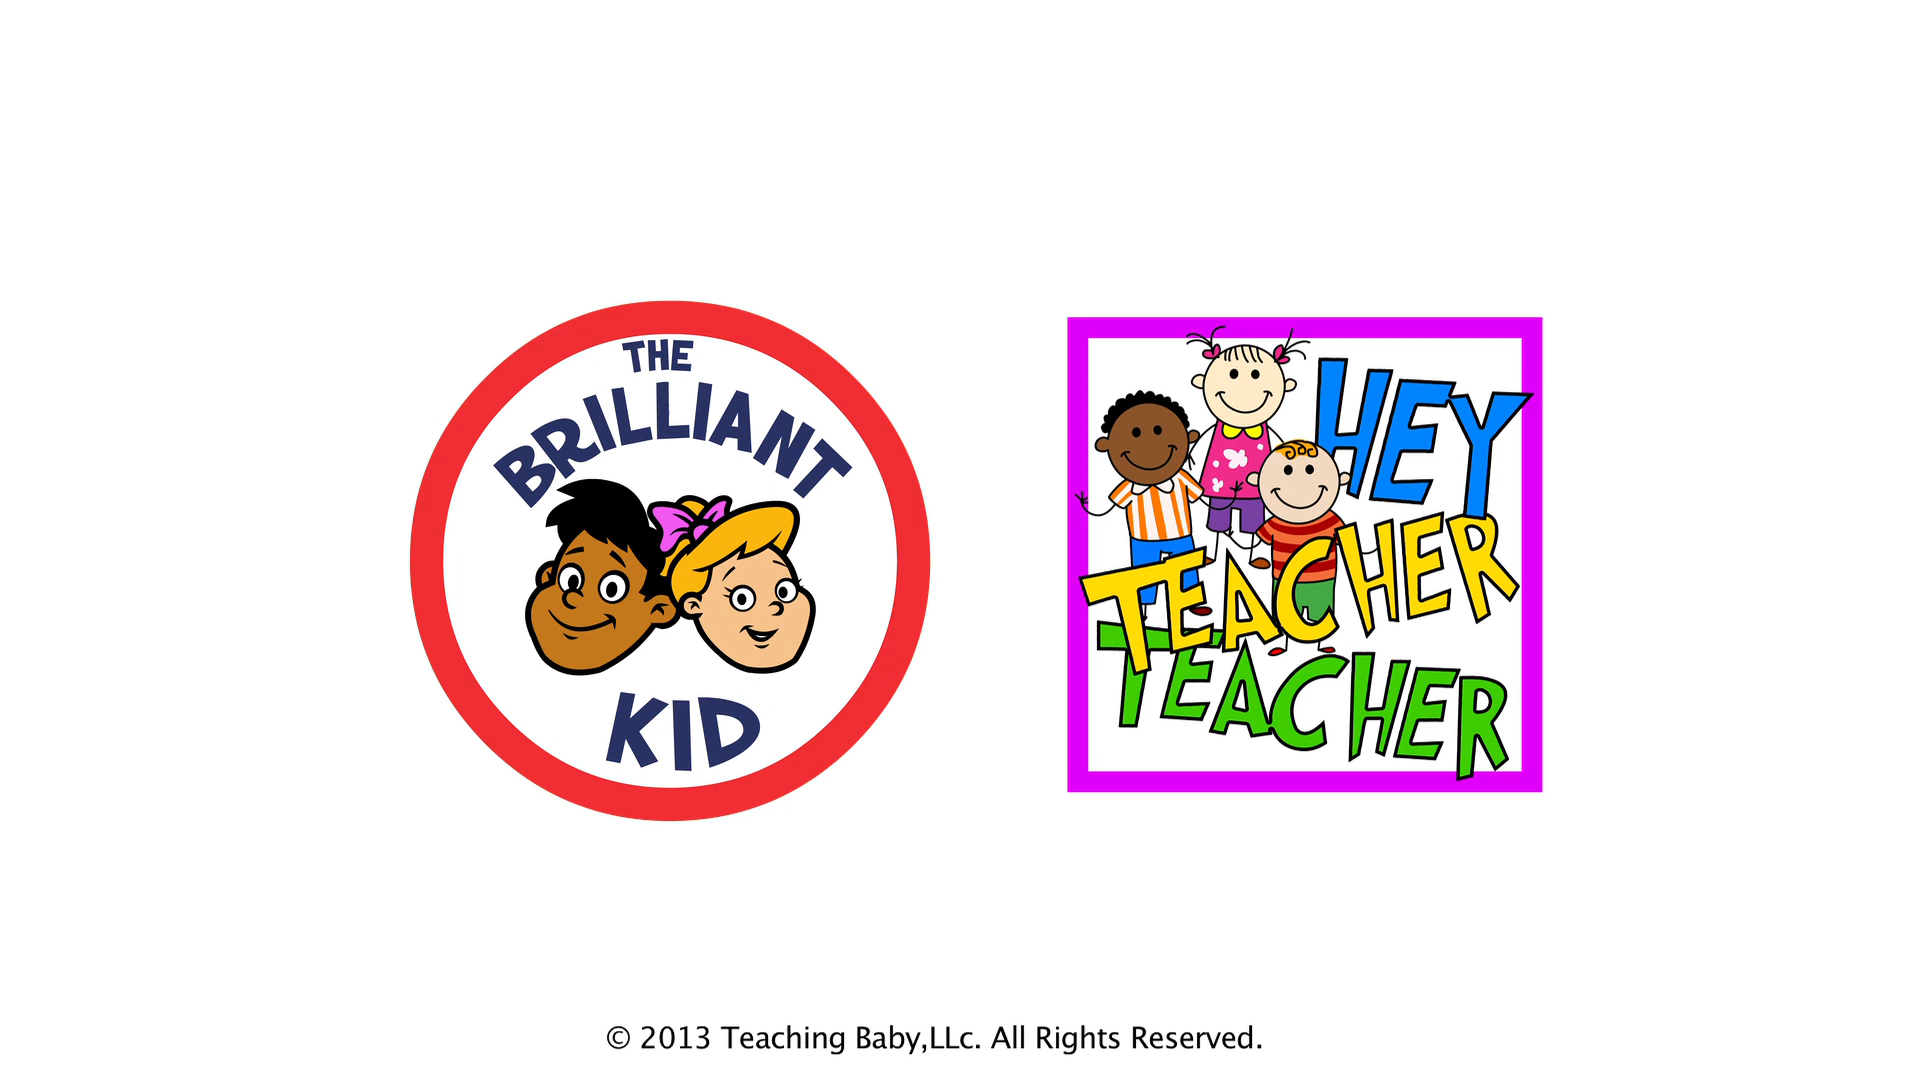 THE
BRILLIANT
KID
HEY
TEACHER
TEACHER
© 2013 Teaching Baby,LLc. All Rights Reserved.